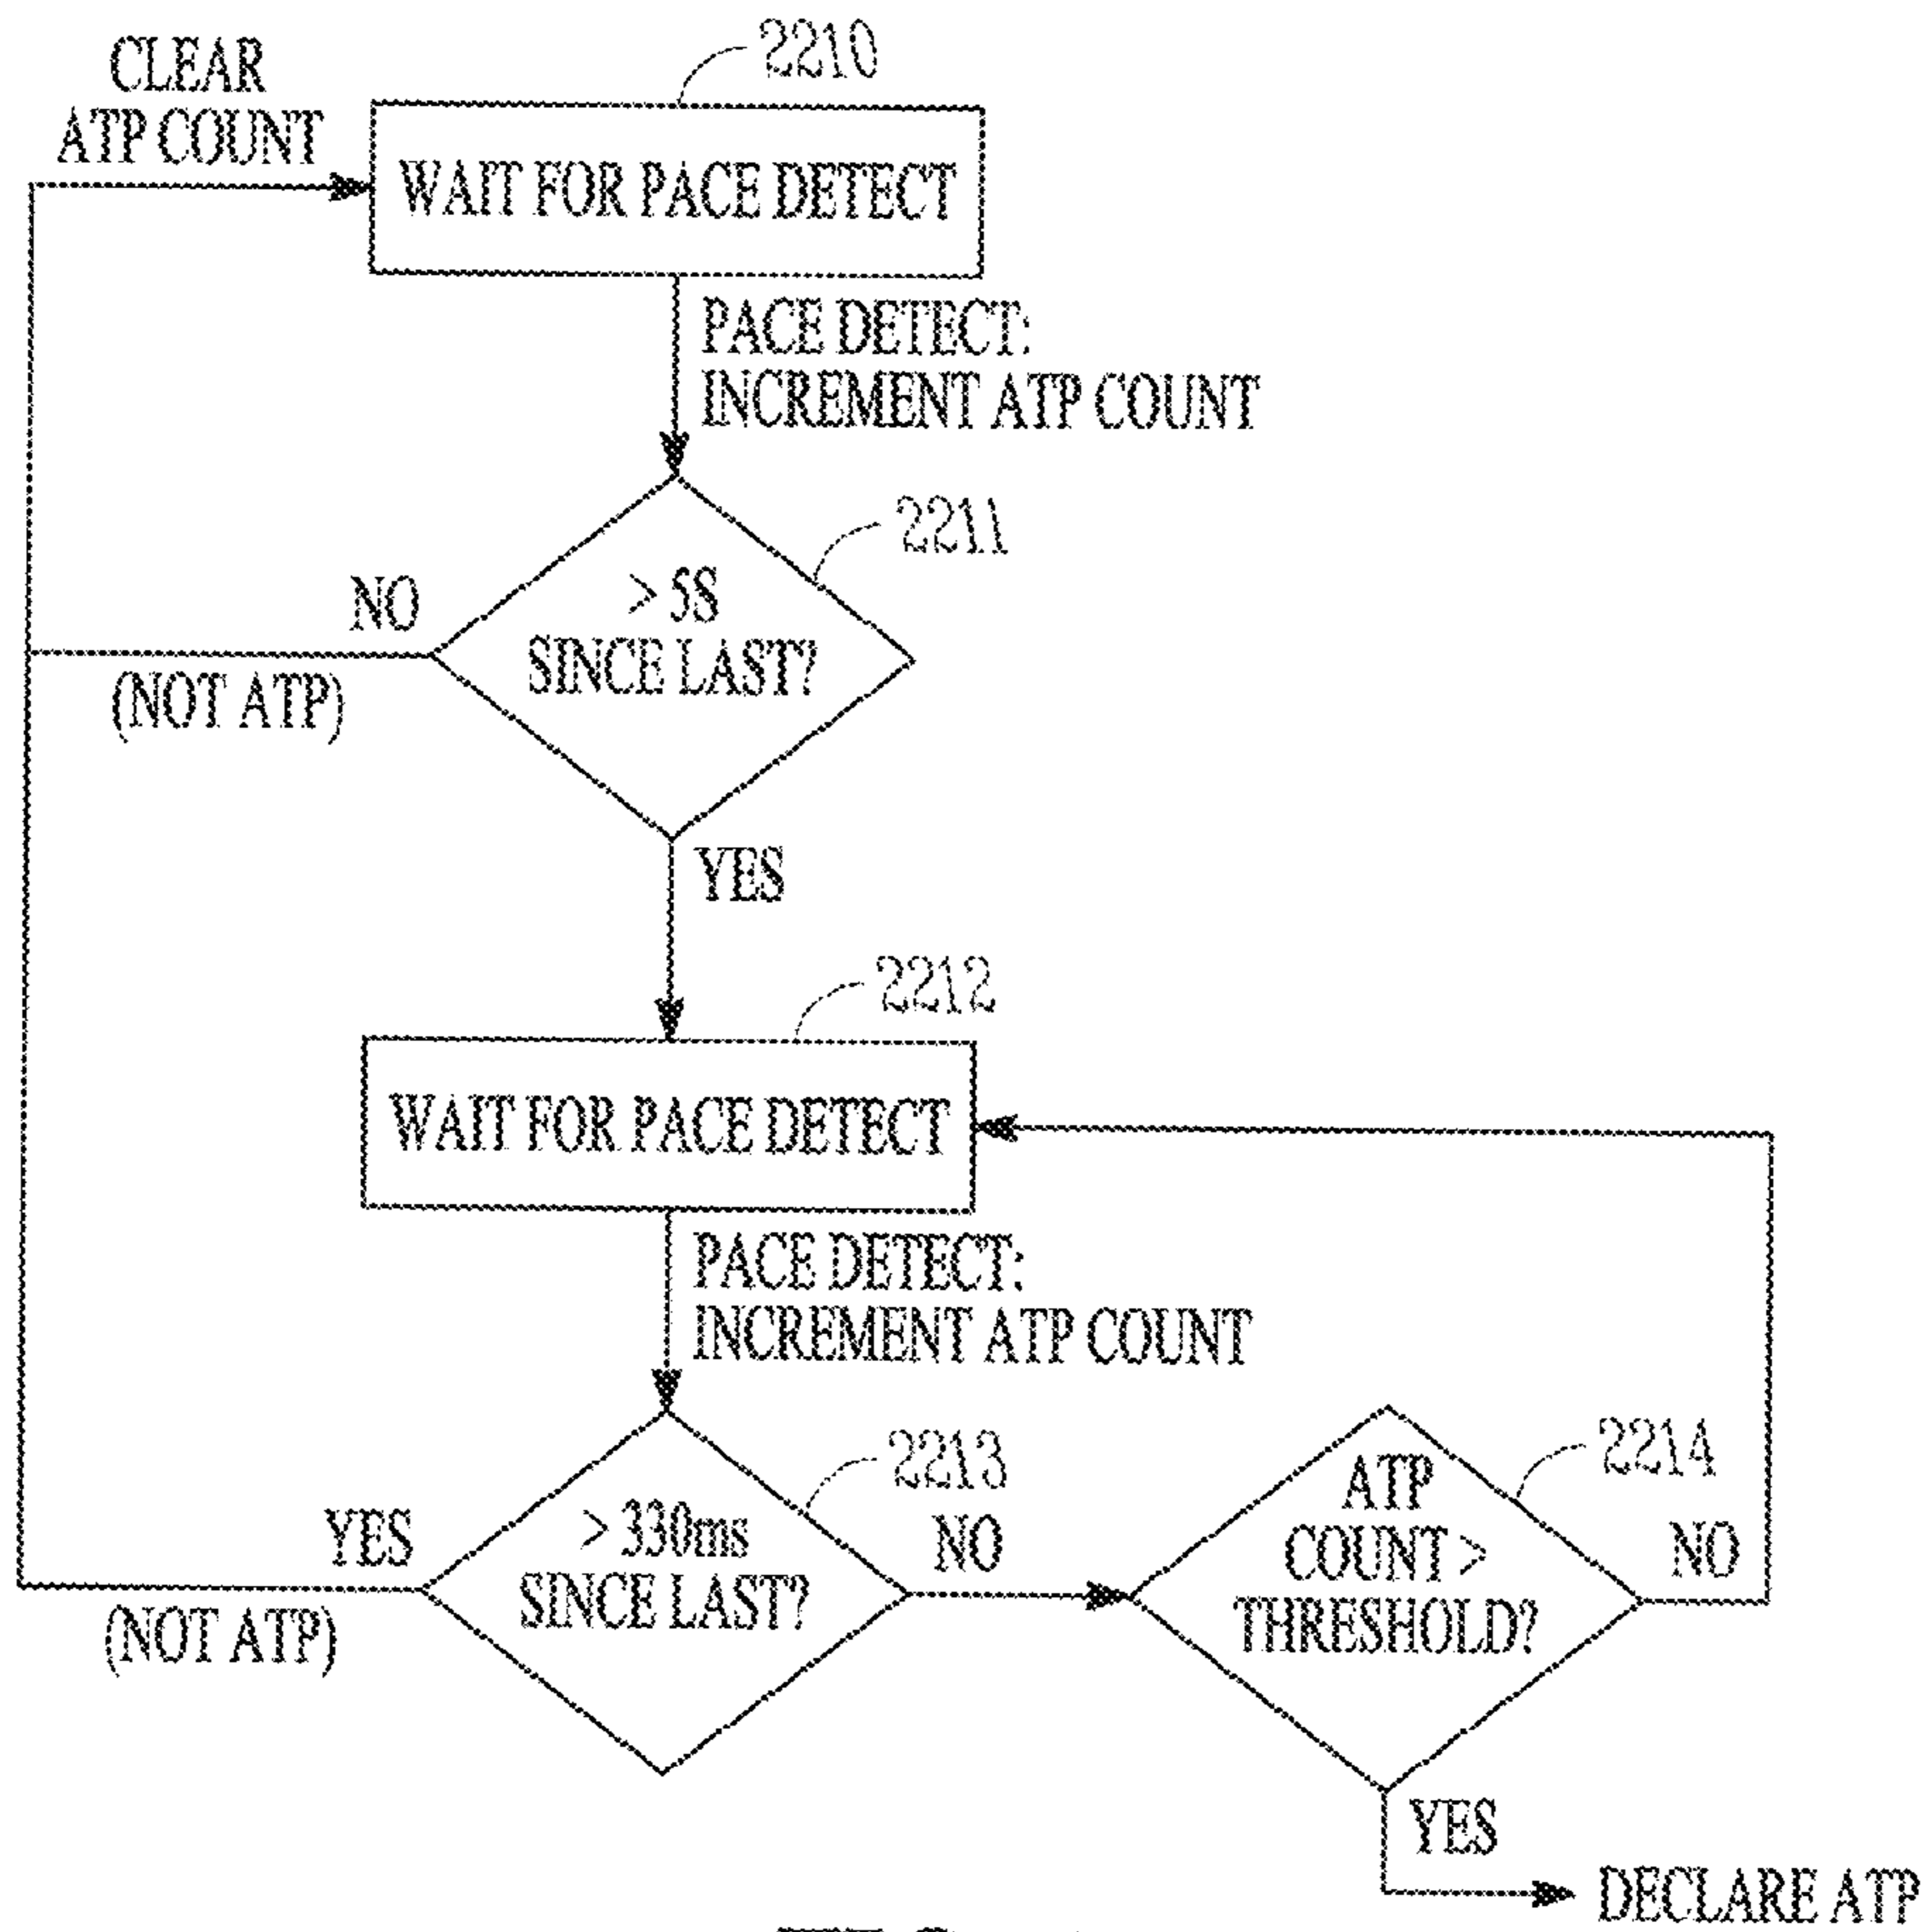 2210
CLEAR
ATP COUNT
WAIT FOR PACE DETECT
PACE DETECT:
INCREMENT ATP COUNT
2211
> 5S
SINCE LAST?
NO
(NOT ATP)
YES
2212
WAIT FOR PACE DETECT
PACE DETECT:
INCREMENT ATP COUNT
2213
> 330ms
SINCE LAST?
YES
(NOT ATP)
NO
2214
ATP
COUNT >
THRESHOLD?
NO
YES
DECLARE ATP